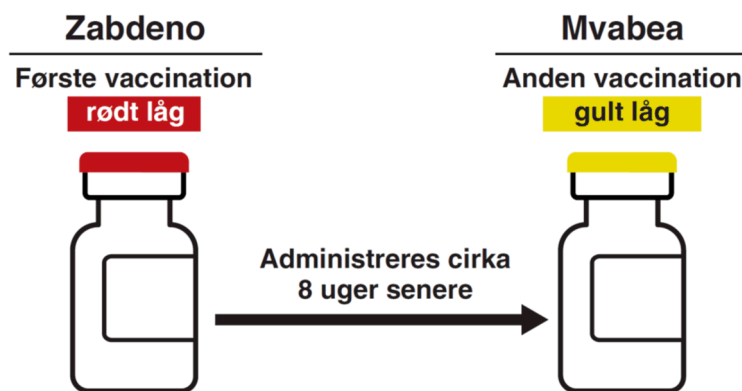 Zabdeno
Første vaccination
rødt låg
Administreres cirka
8 uger senere
Mvabea
Anden vaccination
gult låg